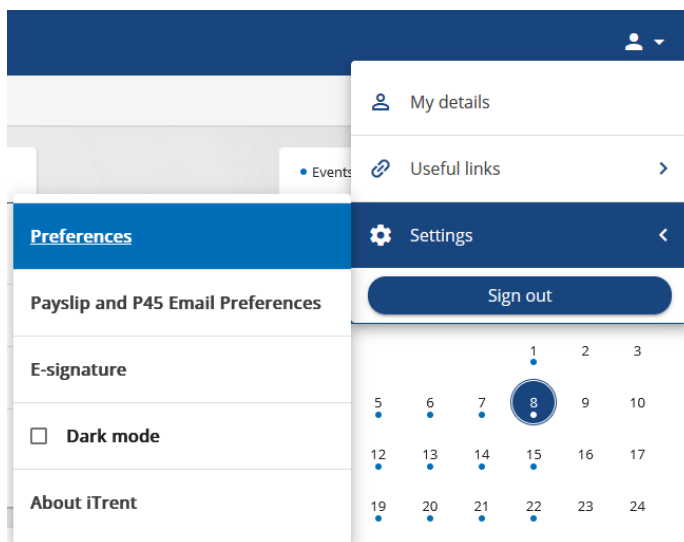 My details
Events
Useful links
Preferences
Settings
Payslip and P45 Email Preferences
Sign out
E-signature
1 2 3
Dark mode
5 6 7 8 9 10
12 13 14 15 16 17
About iTrent
19 20 21 22 23 24